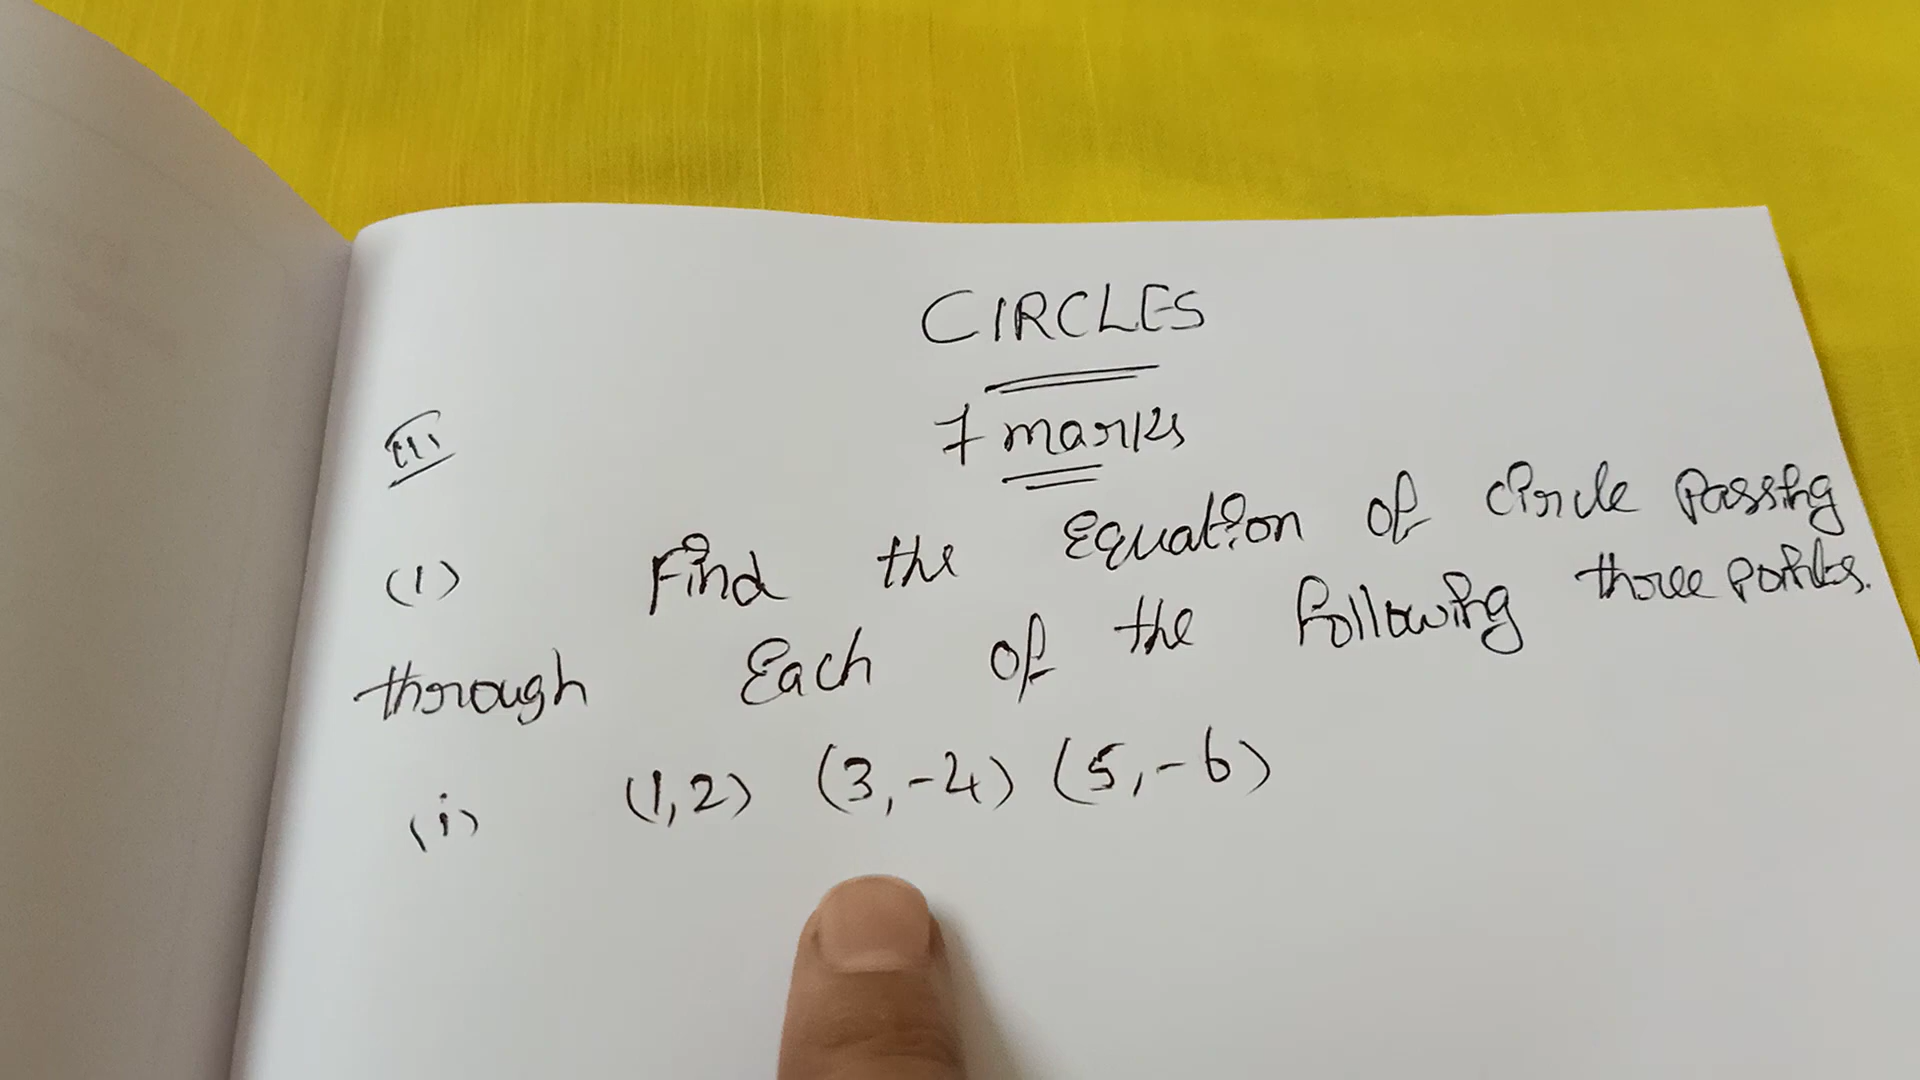 CIRCLES
7 marks
III
(1) Find the Equation of circle passing
through Each of the following three points.
(i) (1,2) (3,-4) (5,-6)